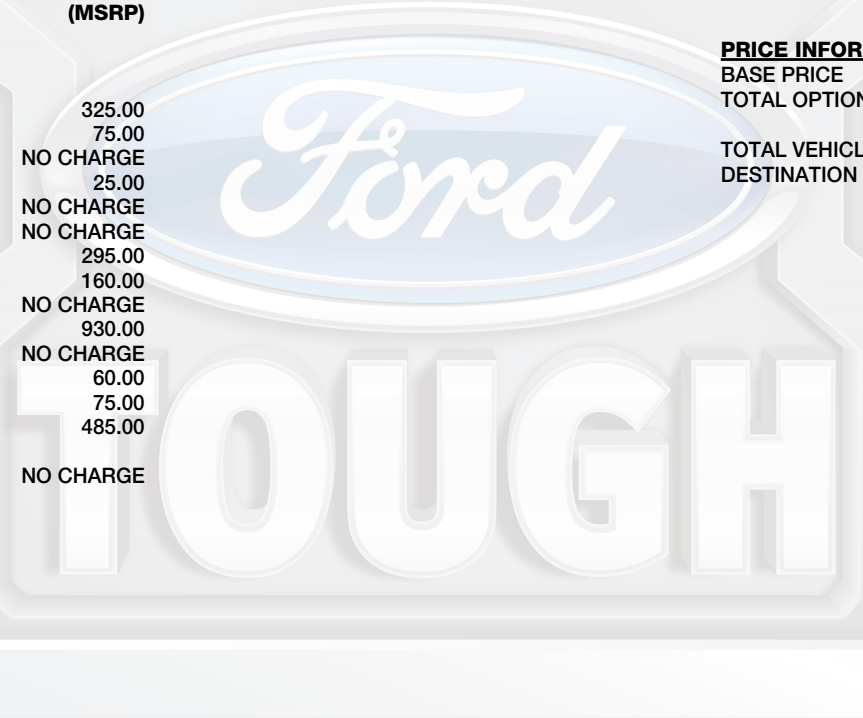 (MSRP)
325.00
75.00
NO CHARGE
25.00
NO CHARGE
NO CHARGE
295.00
160.00
NO CHARGE
930.00
NO CHARGE
60.00
75.00
485.00
NO CHARGE
PRICE INFOR
BASE PRICE
TOTAL OPTION
TOTAL VEHICL
DESTINATION
Ford
TOUGH